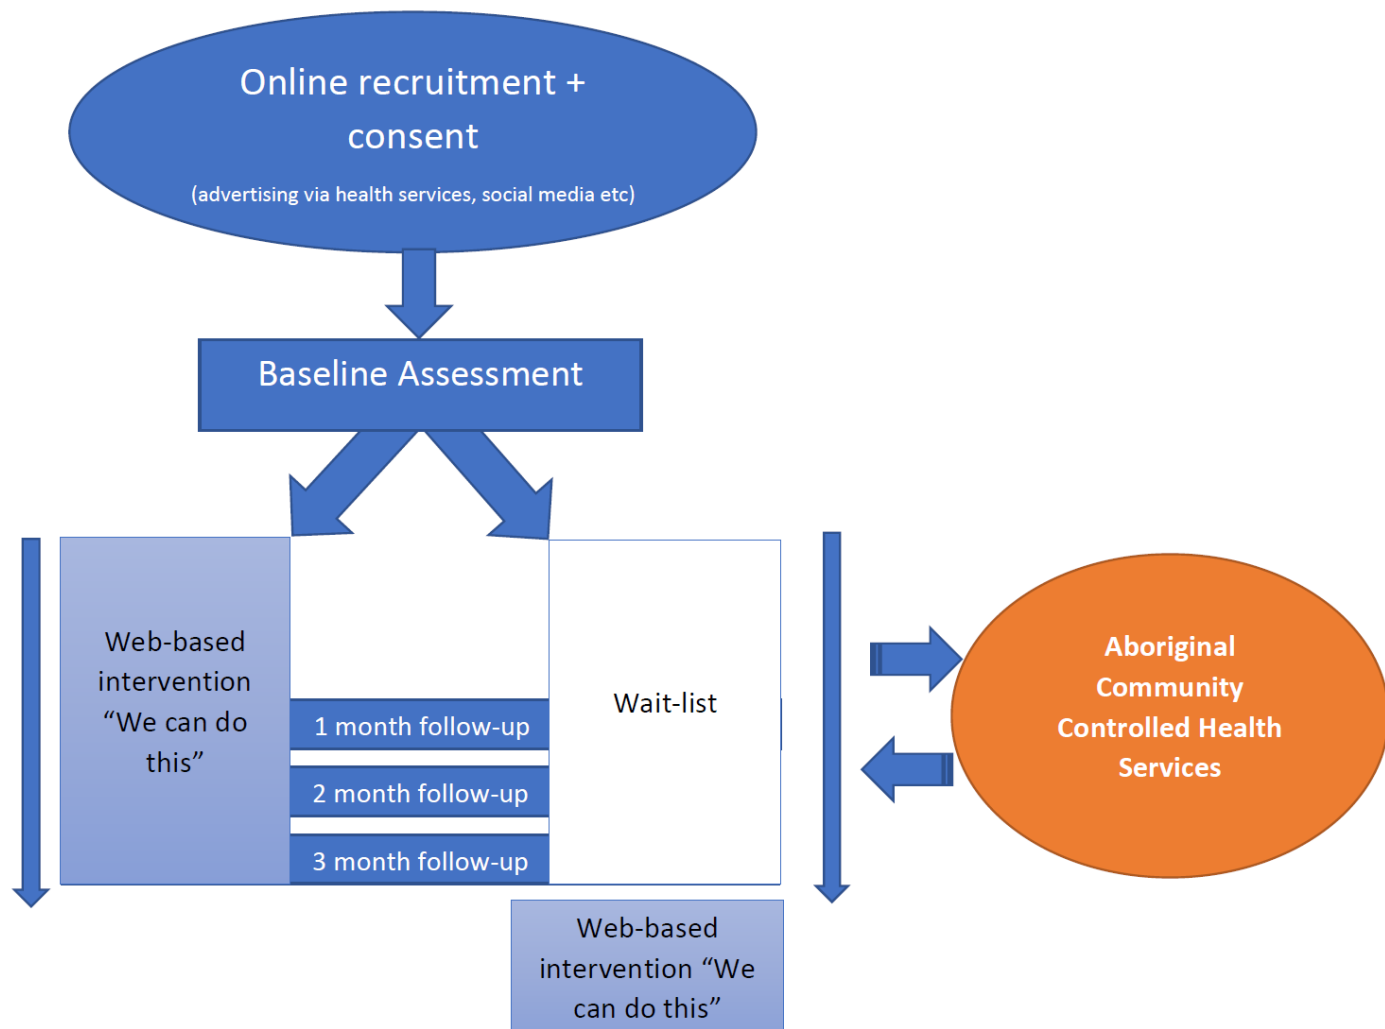 Online recruitment +
consent
(advertising via health services, social media etc)
Baseline Assessment
Web-based
intervention
“We can do
this”
1 month follow-up
2 month follow-up
3 month follow-up
Wait-list
Aboriginal
Community
Controlled Health
Services
Web-based
intervention “We
can do this”